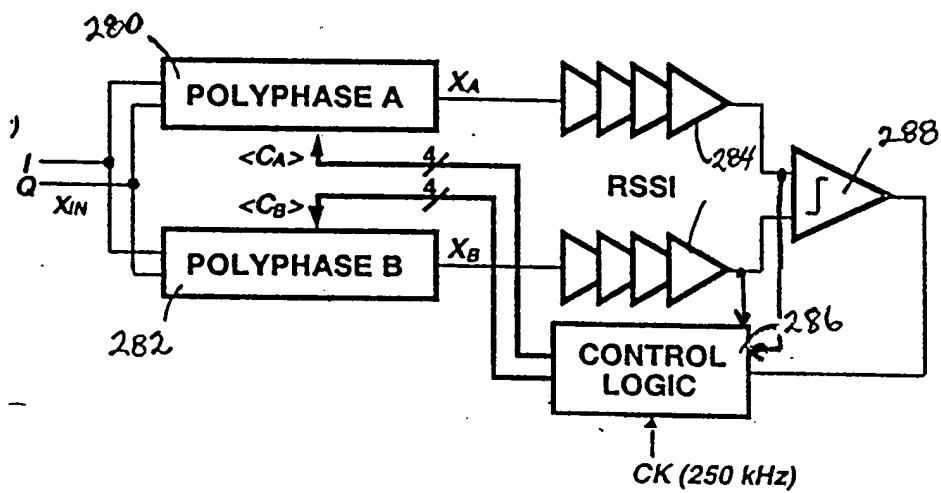 280
POLYPHASE A
XA
288
)
I
Q
XIN
<CA>
4
284
RSSI
<CB>
4
POLYPHASE B
XB
282
286
CONTROL
LOGIC
CK (250 kHz)